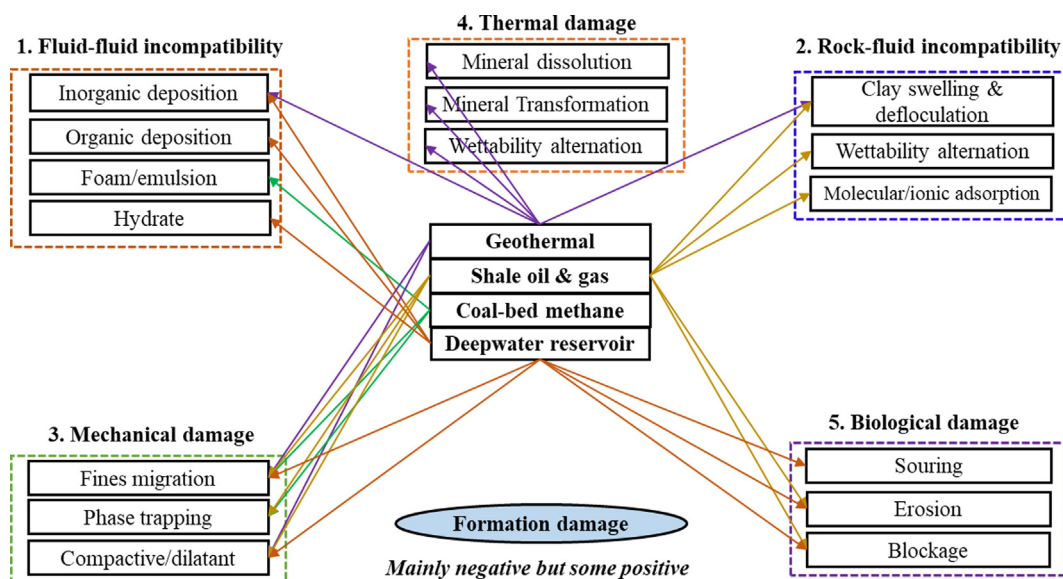 4. Thermal damage
Mineral dissolution
Mineral Transformation
Wettability alternation
1. Fluid-fluid incompatibility
Inorganic deposition
Organic deposition
Foam/emulsion
Hydrate
2. Rock-fluid incompatibility
Clay swelling &
defloculation
Wettability alternation
Molecular/ionic adsorption
Geothermal
Shale oil & gas
Coal-bed methane
Deepwater reservoir
3. Mechanical damage
Fines migration
Phase trapping
Compactive/dilatant
5. Biological damage
Souring
Erosion
Blockage
Formation damage
Mainly negative but some positive